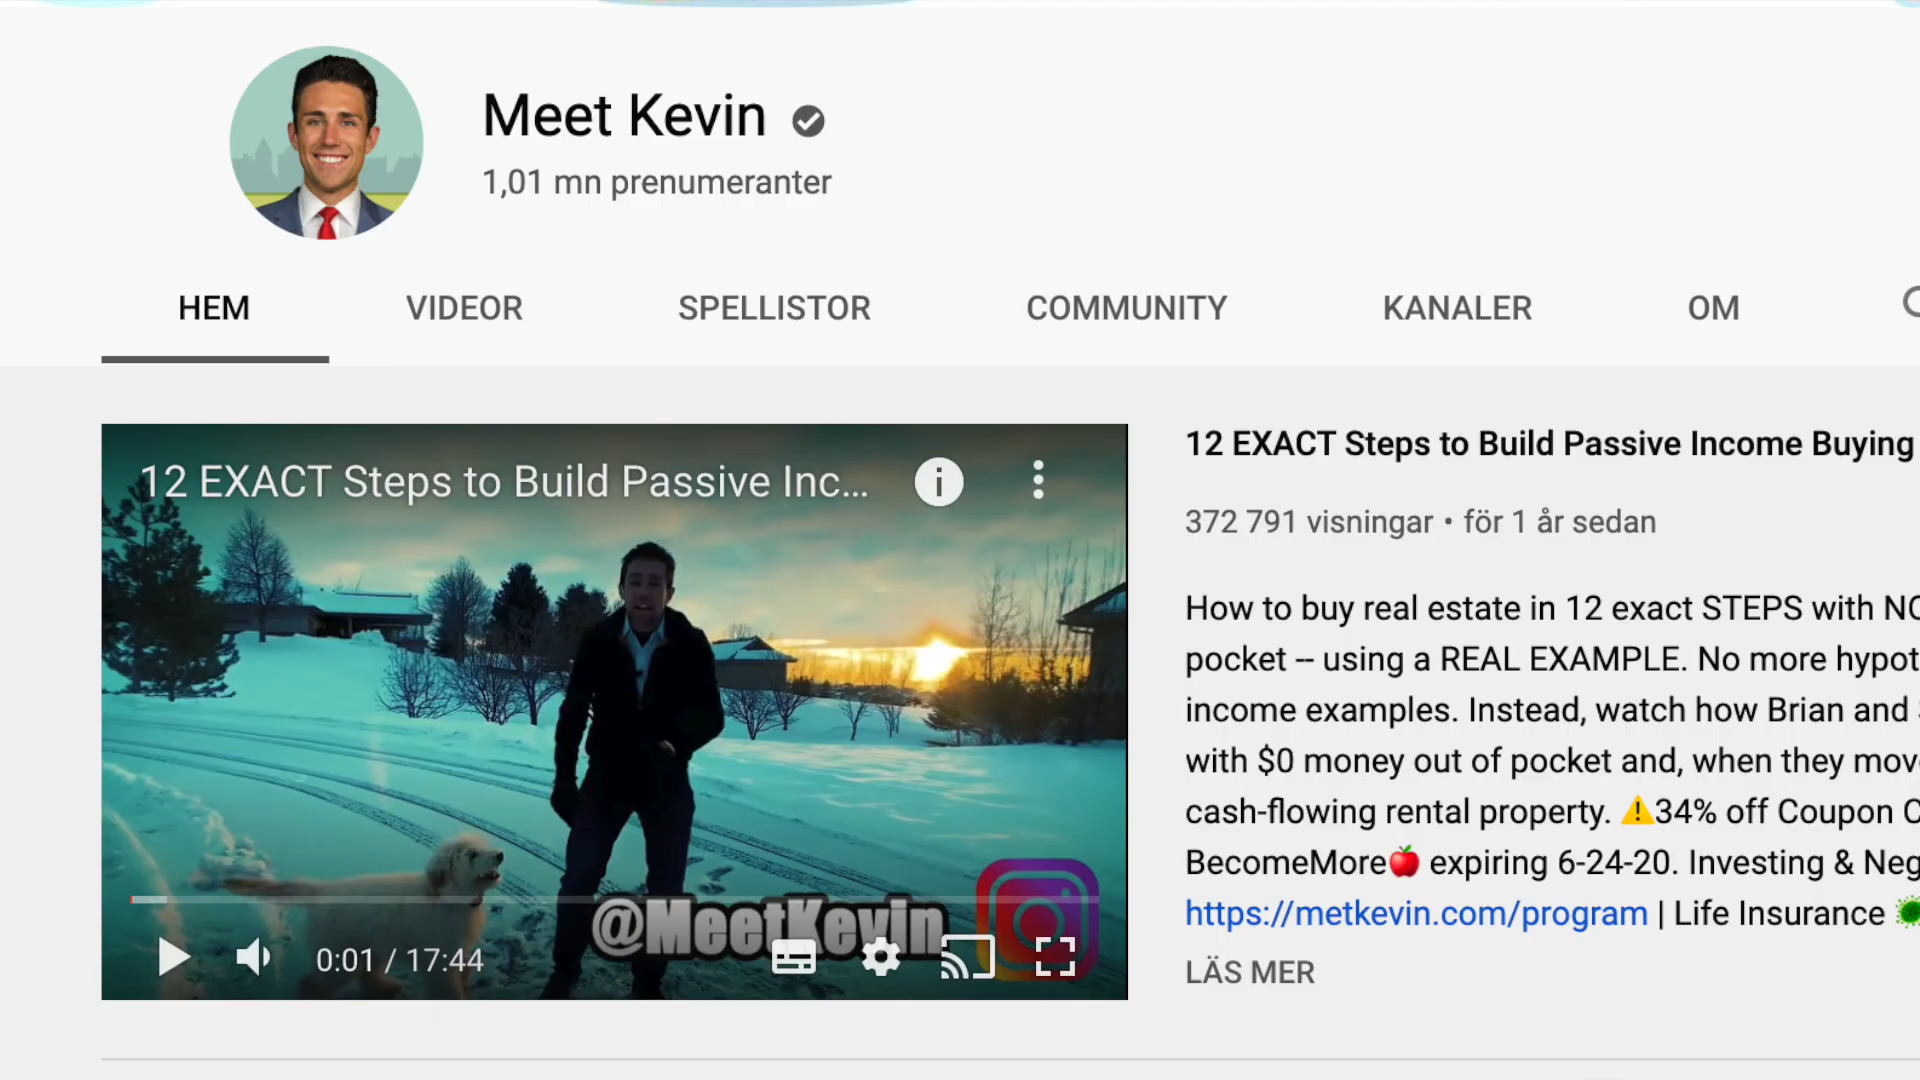 Meet Kevin
1,01 mn prenumeranter
HEM VIDEOR SPELLISTOR COMMUNITY KANALER OM
12 EXACT Steps to Build Passive Inc...
@MeetKevin
0:01 / 17:44
12 EXACT Steps to Build Passive Income Buying
372 791 visningar • för 1 år sedan
How to buy real estate in 12 exact STEPS with
pocket -- using a REAL EXAMPLE. No more
income examples. Instead, watch how Brian and
with $0 money out of pocket and, when they
cash-flowing rental property. ⚠️34% off Coupon
BecomeMore🍎 expiring 6-24-20. Investing &
https://metkevin.com/program | Life Insurance
LÄS MER